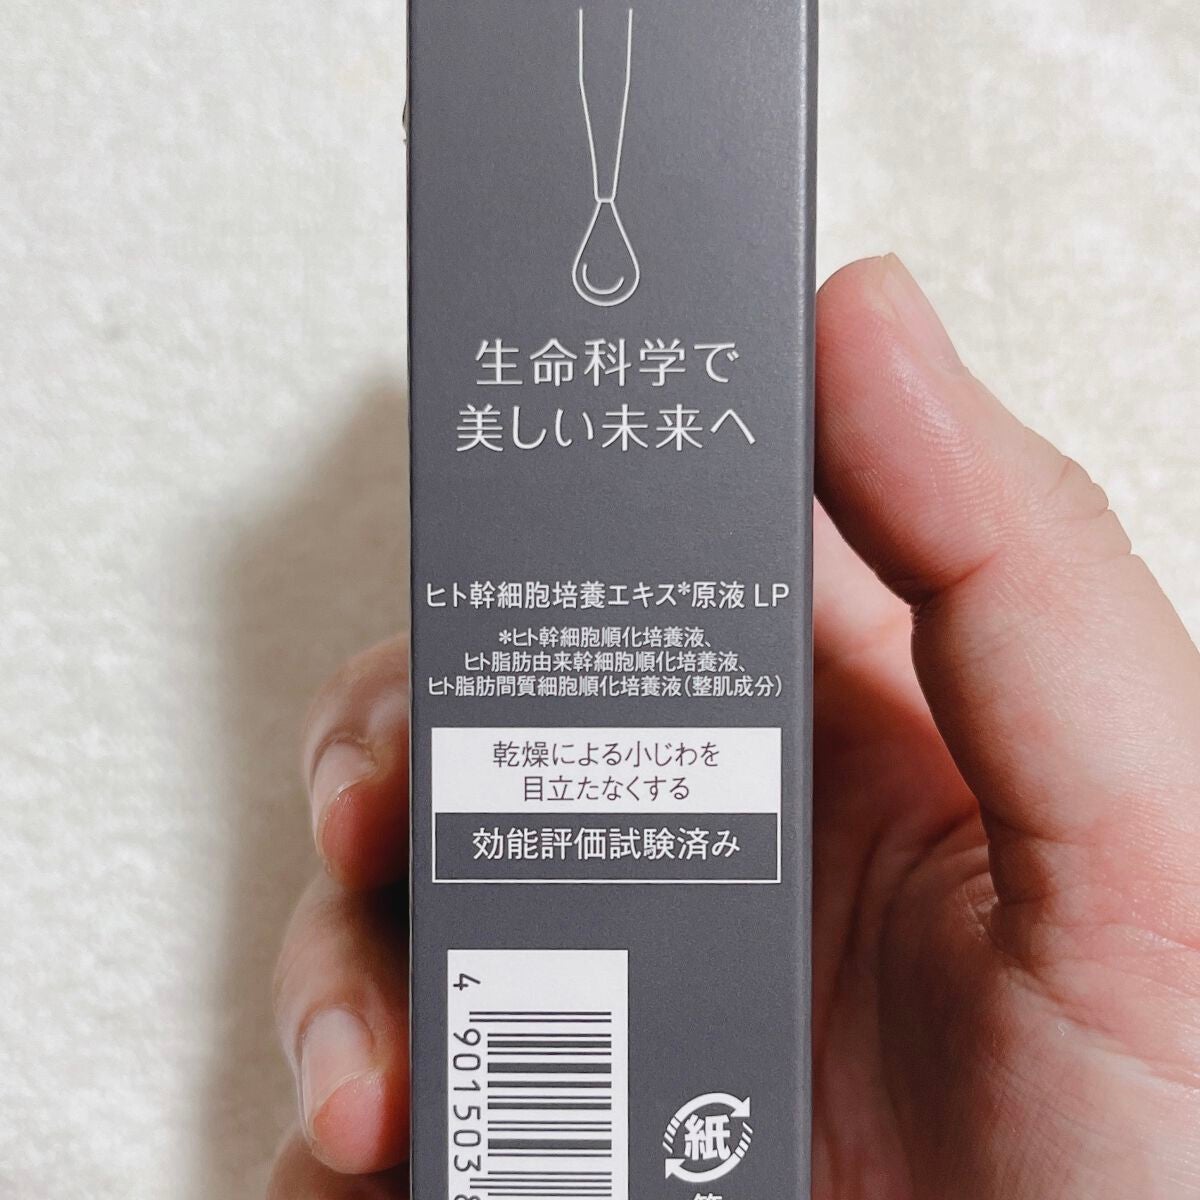 生命科学で
美しい未来へ
ヒト幹細胞培養エキス*原液 LP
*ヒト幹細胞順化培養液、
ヒト脂肪由来幹細胞順化培養液、
ヒト脂肪間質細胞順化培養液(整肌成分)
乾燥による小じわを
目立たなくする
効能評価試験済み
4 901503 8
紙